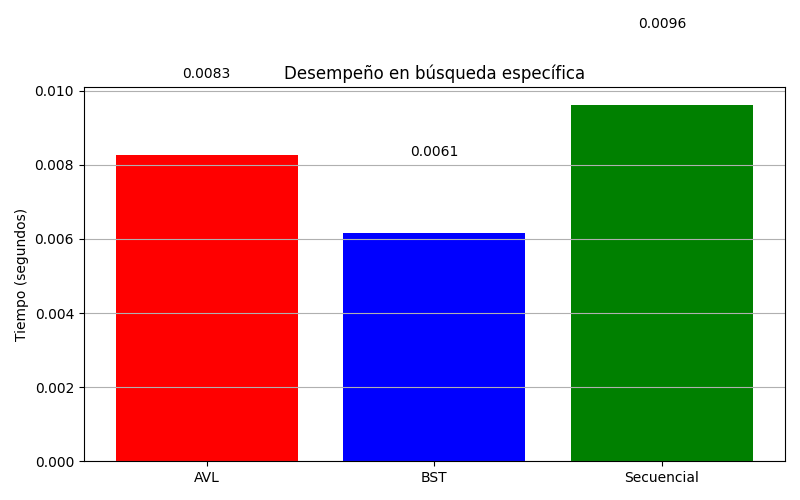 0.0096
Desempeño en búsqueda específica
0.0083
0.010
0.0061
0.008
0.006
0.004
0.002
0.000
Tiempo (segundos)
AVL
BST
Secuencial